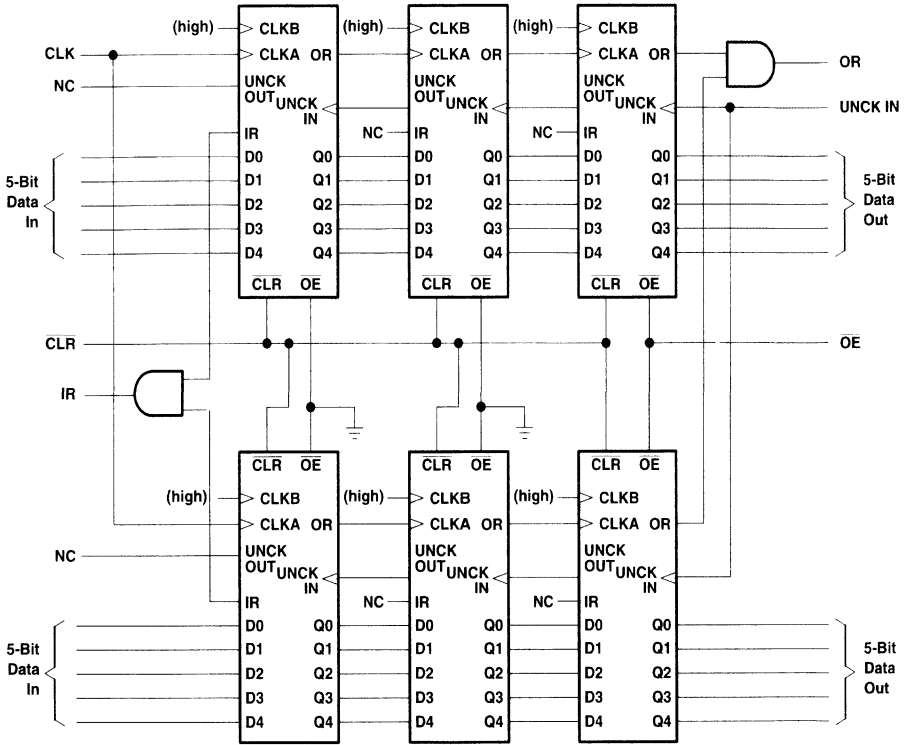 (high) CLKB (high) CLKB (high) CLKB
CLK CLKA OR CLKA OR CLKA OR OR
NC UNCK OUT UNCK IN UNCK OUT UNCK IN UNCK OUT UNCK IN UNCK IN
IR NC IR NC IR
D0 Q0 D0 Q0 D0 Q0
5-Bit Data In D1 Q1 D1 Q1 D1 Q1 5-Bit Data Out
D2 Q2 D2 Q2 D2 Q2
D3 Q3 D3 Q3 D3 Q3
D4 Q4 D4 Q4 D4 Q4
CLR OE CLR OE CLR OE
CLR OE
IR
CLR OE CLR OE CLR OE
(high) CLKB (high) CLKB (high) CLKB
CLKA OR CLKA OR CLKA OR
NC UNCK OUT UNCK IN UNCK OUT UNCK IN UNCK OUT UNCK IN
IR NC IR NC IR
D0 Q0 D0 Q0 D0 Q0
5-Bit Data In D1 Q1 D1 Q1 D1 Q1 5-Bit Data Out
D2 Q2 D2 Q2 D2 Q2
D3 Q3 D3 Q3 D3 Q3
D4 Q4 D4 Q4 D4 Q4